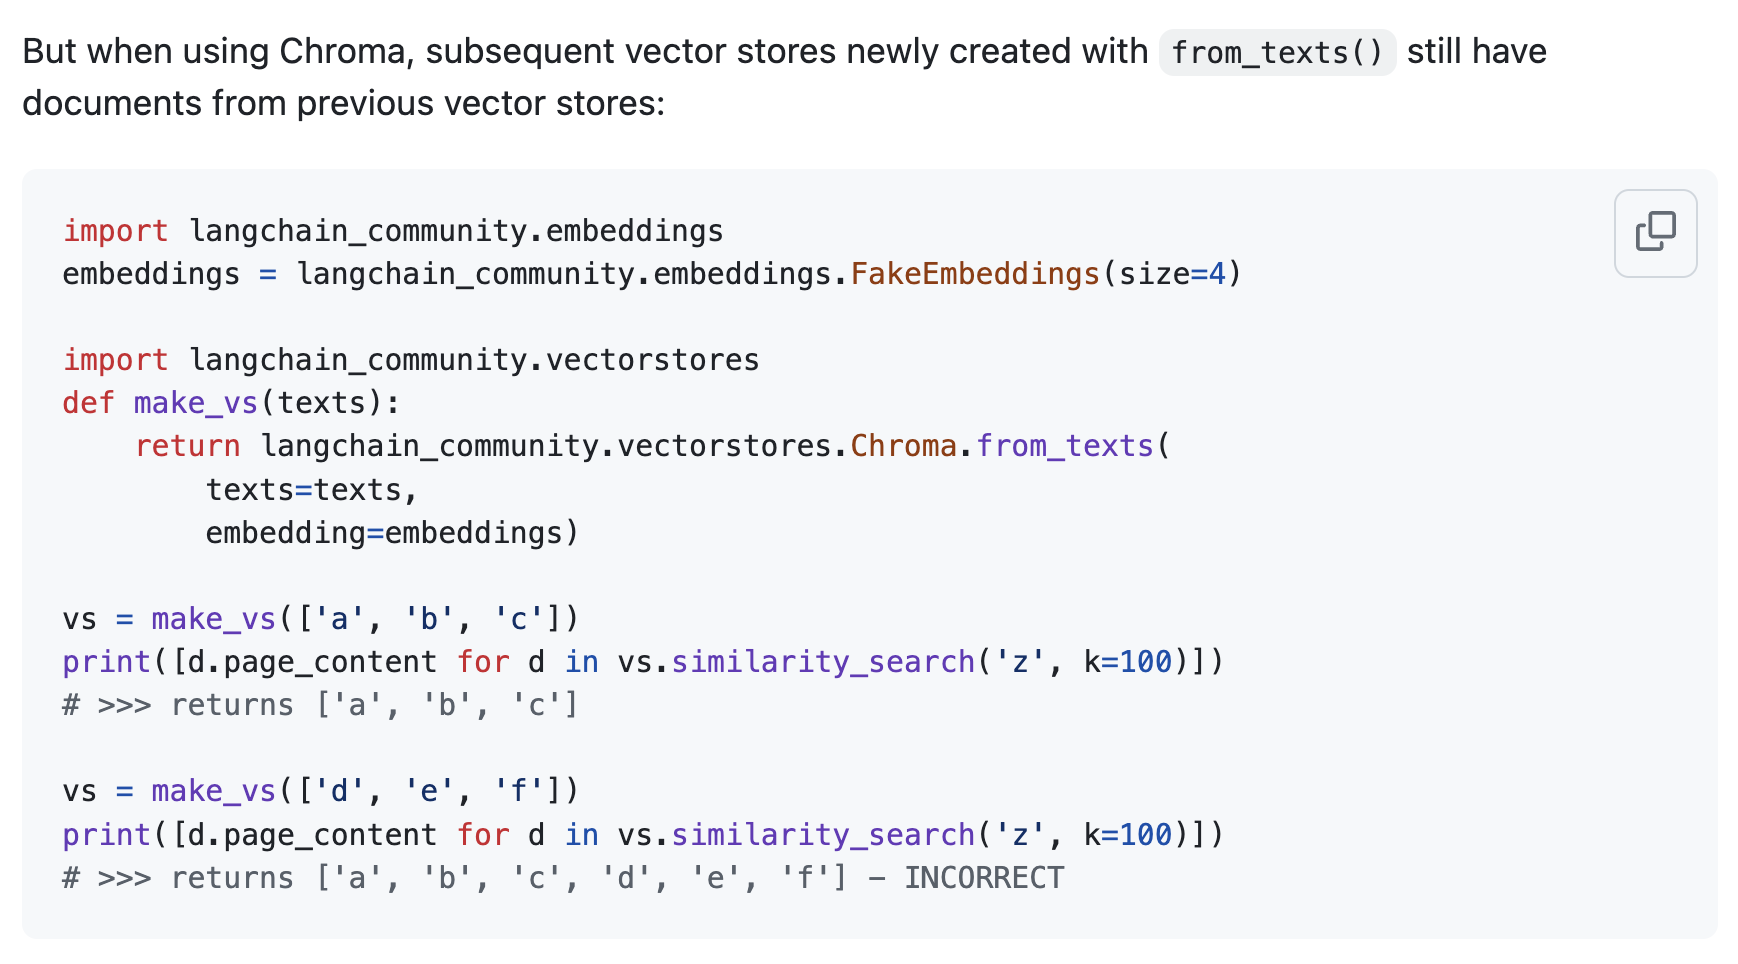 But when using Chroma, subsequent vector stores newly created with from_texts() still have
documents from previous vector stores:
import langchain_community.embeddings
embeddings = langchain_community.embeddings.FakeEmbeddings(size=4)
import langchain_community.vectorstores
def make_vs(texts):
    return langchain_community.vectorstores.Chroma.from_texts(
        texts=texts,
        embedding=embeddings)
vs = make_vs(['a', 'b', 'c'])
print([d.page_content for d in vs.similarity_search('z', k=100)])
# >>> returns ['a', 'b', 'c']
vs = make_vs(['d', 'e', 'f'])
print([d.page_content for d in vs.similarity_search('z', k=100)])
# >>> returns ['a', 'b', 'c', 'd', 'e', 'f'] – INCORRECT